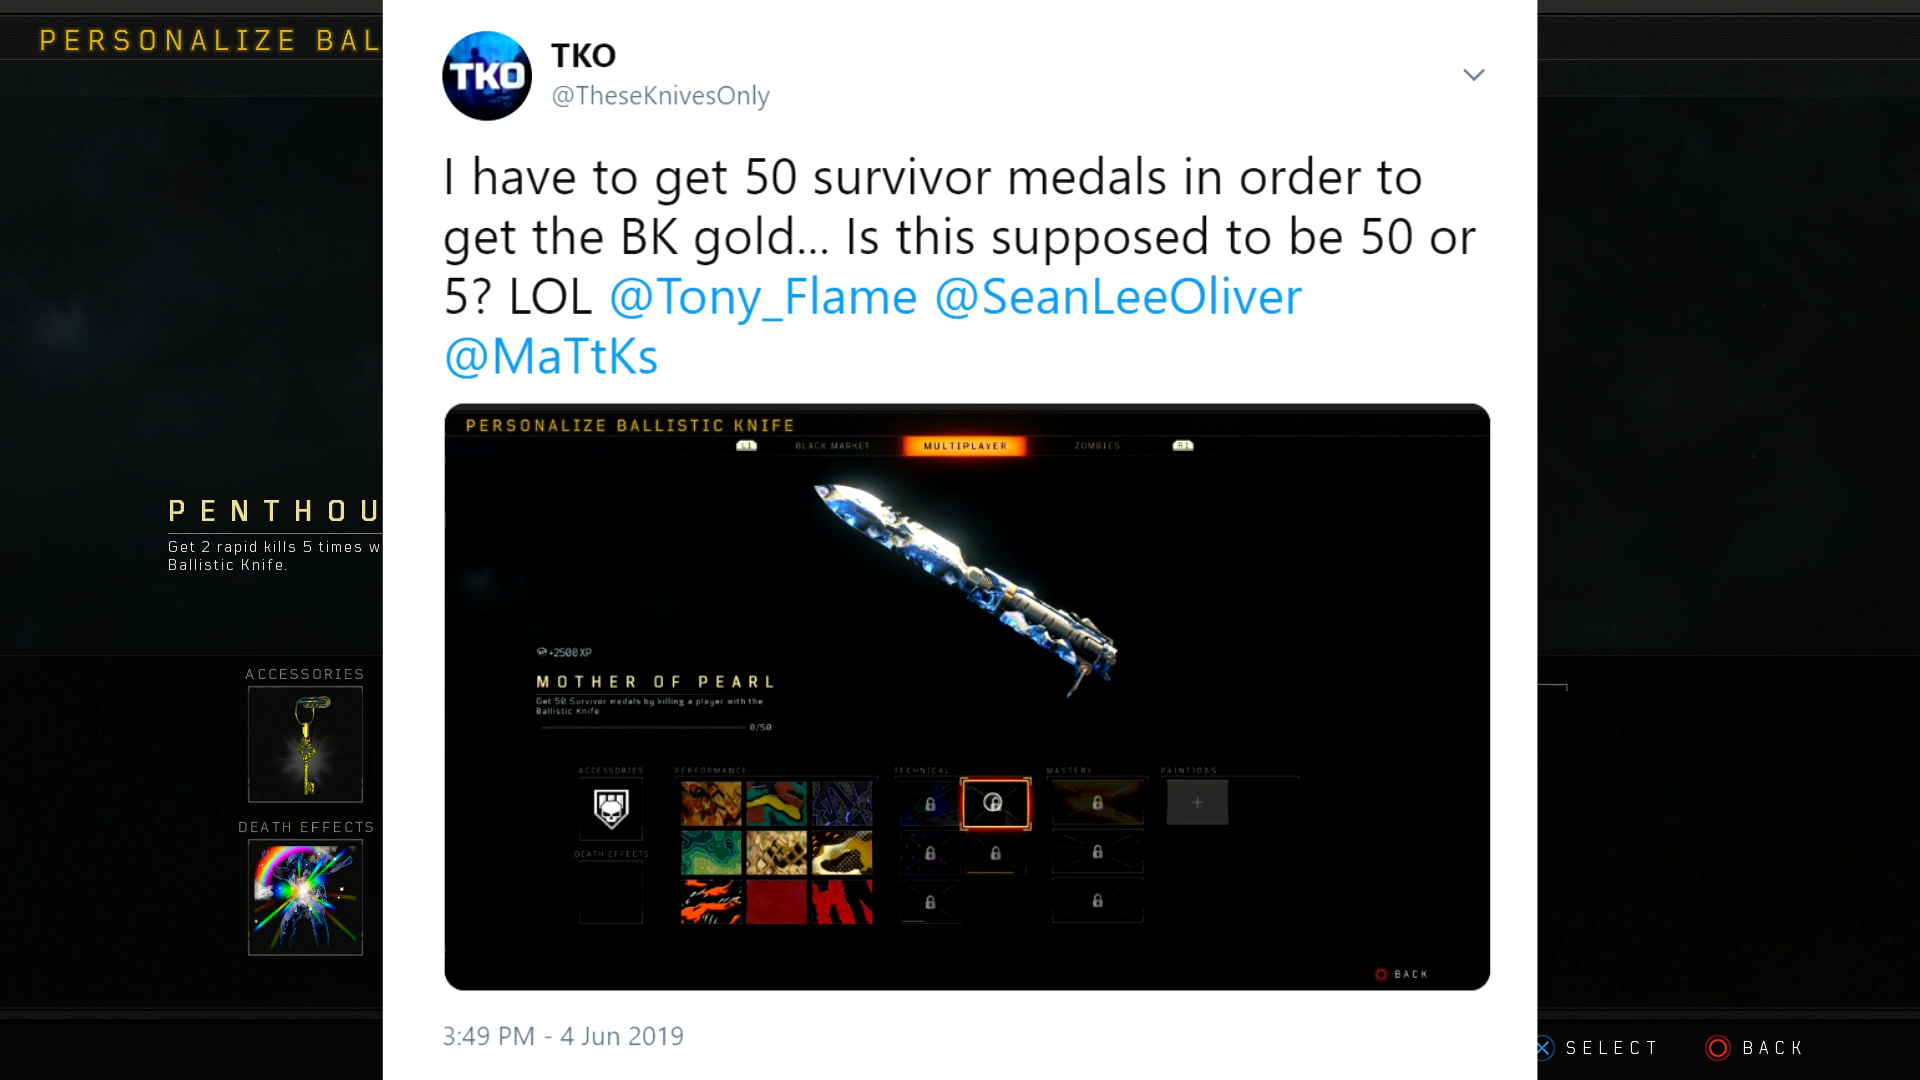 PERSONALIZE BAL
TKO
TKO
@TheseKnivesOnly
I have to get 50 survivor medals in order to
get the BK gold... Is this supposed to be 50 or
5? LOL @Tony_Flame @SeanLeeOliver
@MaTtKs
PERSONALIZE BALLISTIC KNIFE
L1 BLACK MARKET MULTIPLAYER ZOMBIES R1
PENTHOU
Get 2 rapid kills 5 times w
Ballistic Knife.
+2500 XP
MOTHER OF PEARL
Get 50 Survivor medals by killing a player with the
Ballistic Knife
0/50
ACCESSORIES
DEATH EFFECTS
ACCESSORIES PERFORMANCE TECHNICAL MASTERY PAINTJOBS
DEATH EFFECTS
BACK
3:49 PM - 4 Jun 2019
SELECT BACK